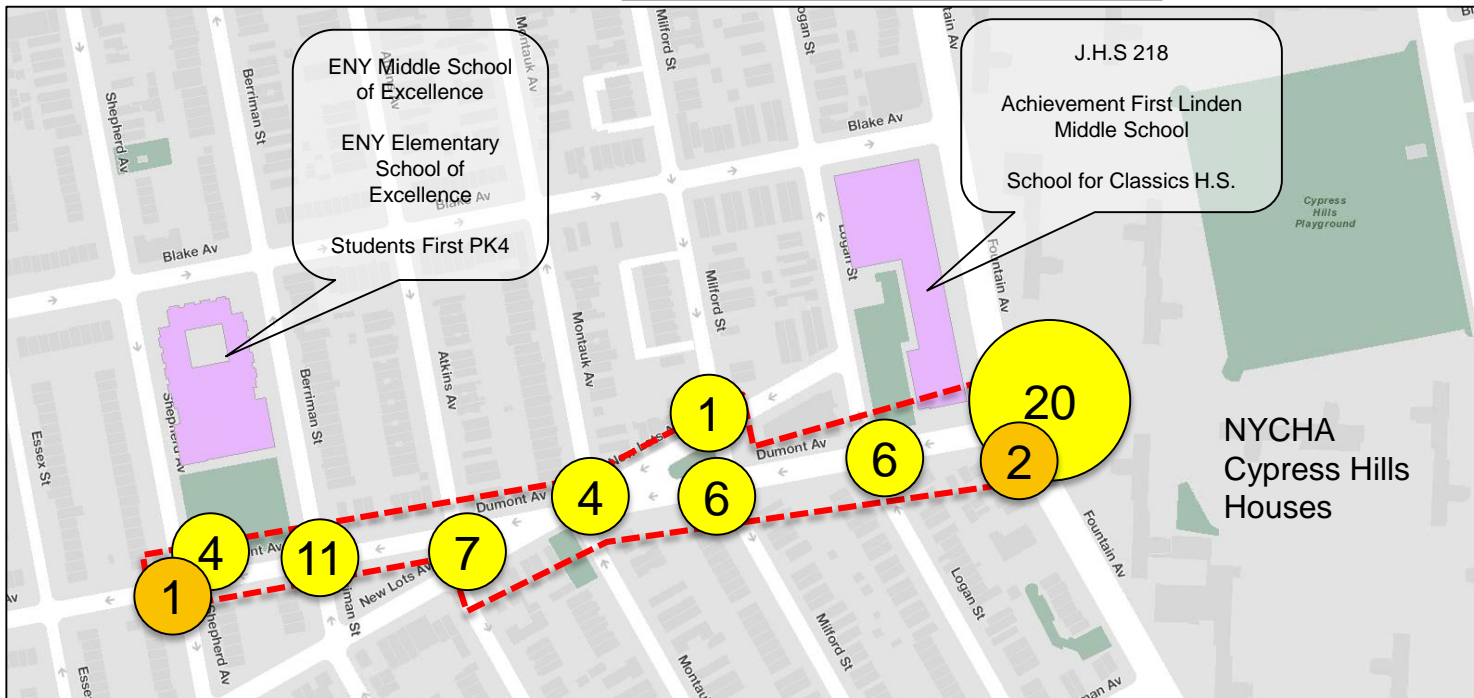 Shepherd Av
Berriman St
Montauk Av
Milford St
Logan St
Fountain Av
ENY Middle School
of Excellence
ENY Elementary
School of
Excellence
Students First PK4
J.H.S 218
Achievement First Linden
Middle School
School for Classics H.S.
Blake Av
Blake Av
Blake Av
Cypress
Hills
Playground
Logan St
Fountain Av
Milford St
Montauk Av
Atkins Av
Berriman St
Shepherd Av
Essex St
NYCHA
Cypress Hills
Houses
20
2
6
Dumont Av
1
6
4
Dumont Av
7
11
4
1
New Lots Av
Shepherd Av
Essex
Montauk
Milford St
Logan St
Fountain Av
Av